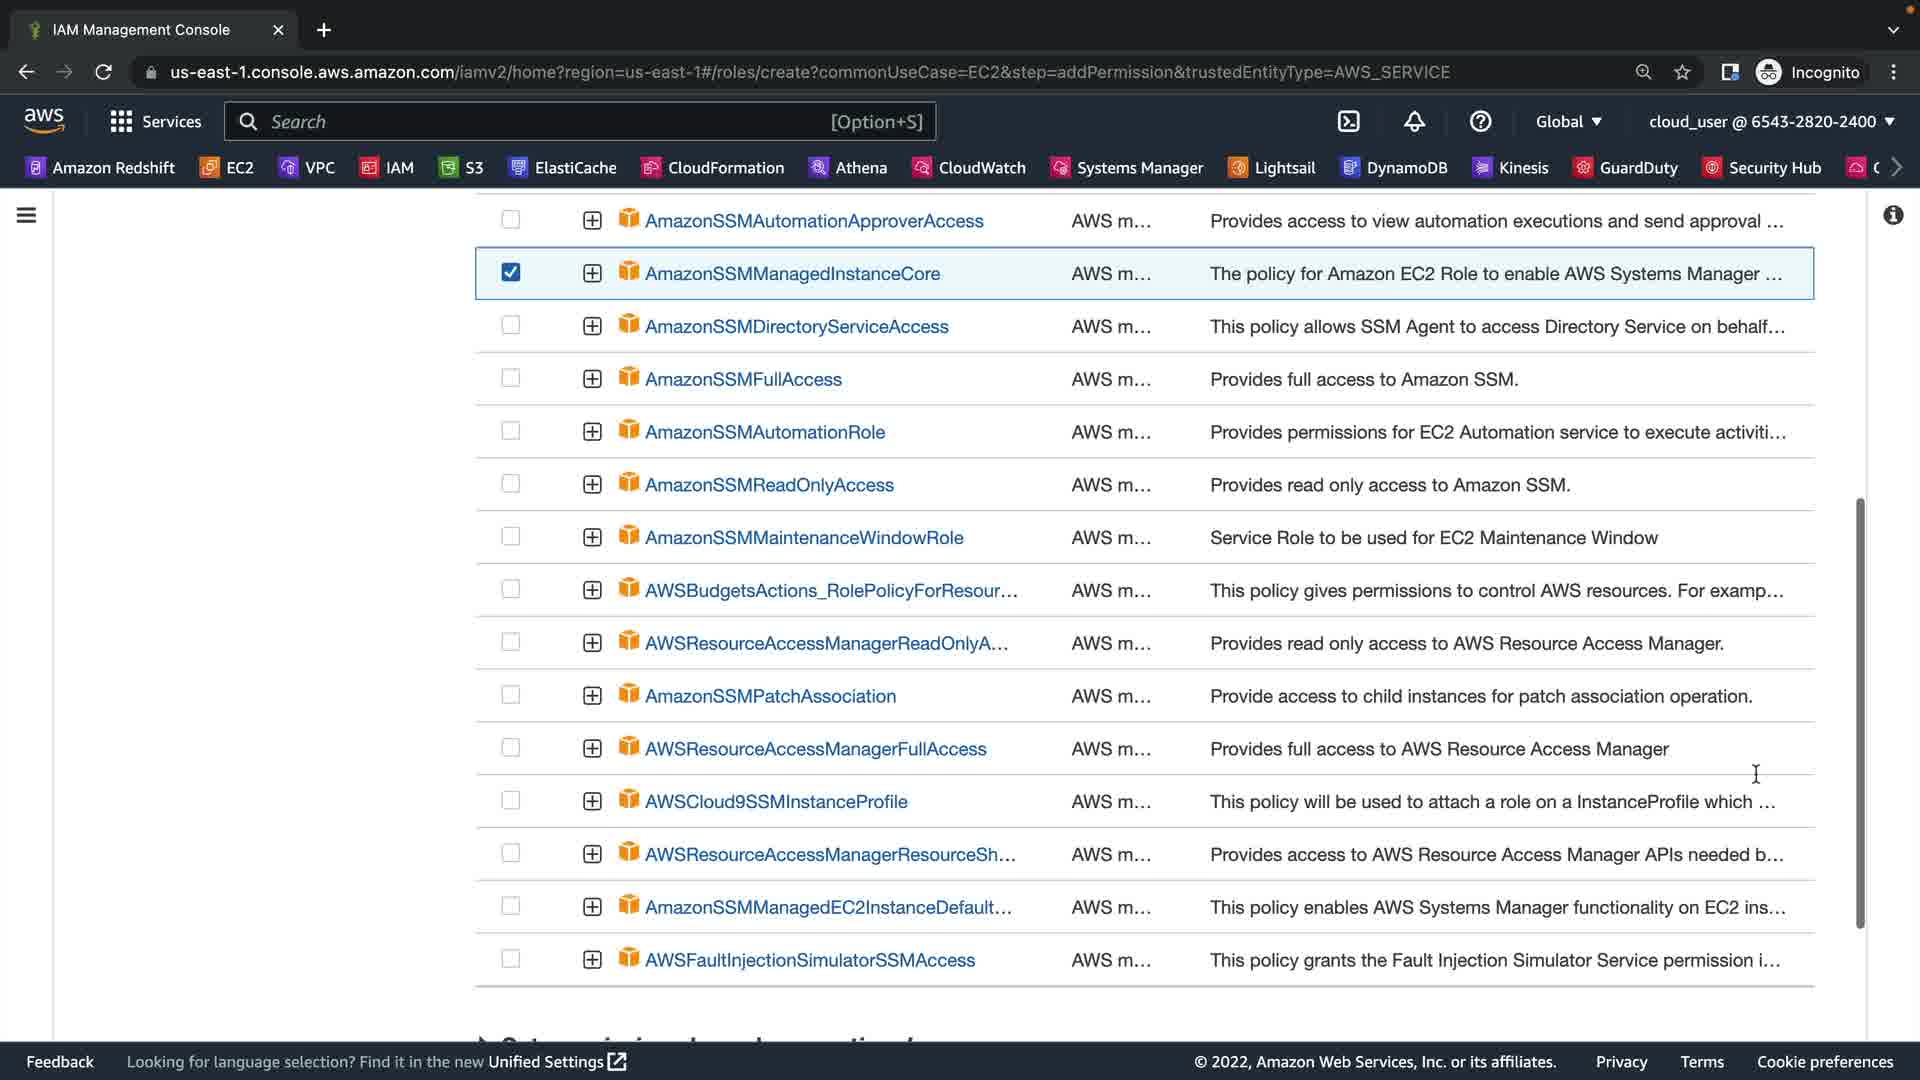 IAM Management Console
us-east-1.console.aws.amazon.com/iamv2/home?region=us-east-1#/roles/create?commonUseCase=EC2&step=addPermission&trustedEntityType=AWS_SERVICE
Incognito
aws
Services
Search
[Option+S]
Global
cloud_user @ 6543-2820-2400
Amazon Redshift EC2 VPC IAM S3 ElastiCache CloudFormation Athena CloudWatch Systems Manager Lightsail DynamoDB Kinesis GuardDuty Security Hub C
AmazonSSMAutomationApproverAccess AWS m... Provides access to view automation executions and send approval ...
AmazonSSMManagedInstanceCore AWS m... The policy for Amazon EC2 Role to enable AWS Systems Manager ...
AmazonSSMDirectoryServiceAccess AWS m... This policy allows SSM Agent to access Directory Service on behalf...
AmazonSSMFullAccess AWS m... Provides full access to Amazon SSM.
AmazonSSMAutomationRole AWS m... Provides permissions for EC2 Automation service to execute activiti...
AmazonSSMReadOnlyAccess AWS m... Provides read only access to Amazon SSM.
AmazonSSMMaintenanceWindowRole AWS m... Service Role to be used for EC2 Maintenance Window
AWSBudgetsActions_RolePolicyForResour... AWS m... This policy gives permissions to control AWS resources. For examp...
AWSResourceAccessManagerReadOnlyA... AWS m... Provides read only access to AWS Resource Access Manager.
AmazonSSMPatchAssociation AWS m... Provide access to child instances for patch association operation.
AWSResourceAccessManagerFullAccess AWS m... Provides full access to AWS Resource Access Manager
AWSCloud9SSMInstanceProfile AWS m... This policy will be used to attach a role on a InstanceProfile which ...
AWSResourceAccessManagerResourceSh... AWS m... Provides access to AWS Resource Access Manager APIs needed b...
AmazonSSMManagedEC2InstanceDefault... AWS m... This policy enables AWS Systems Manager functionality on EC2 ins...
AWSFaultInjectionSimulatorSSMAccess AWS m... This policy grants the Fault Injection Simulator Service permission i...
Feedback Looking for language selection? Find it in the new Unified Settings © 2022, Amazon Web Services, Inc. or its affiliates. Privacy Terms Cookie preferences